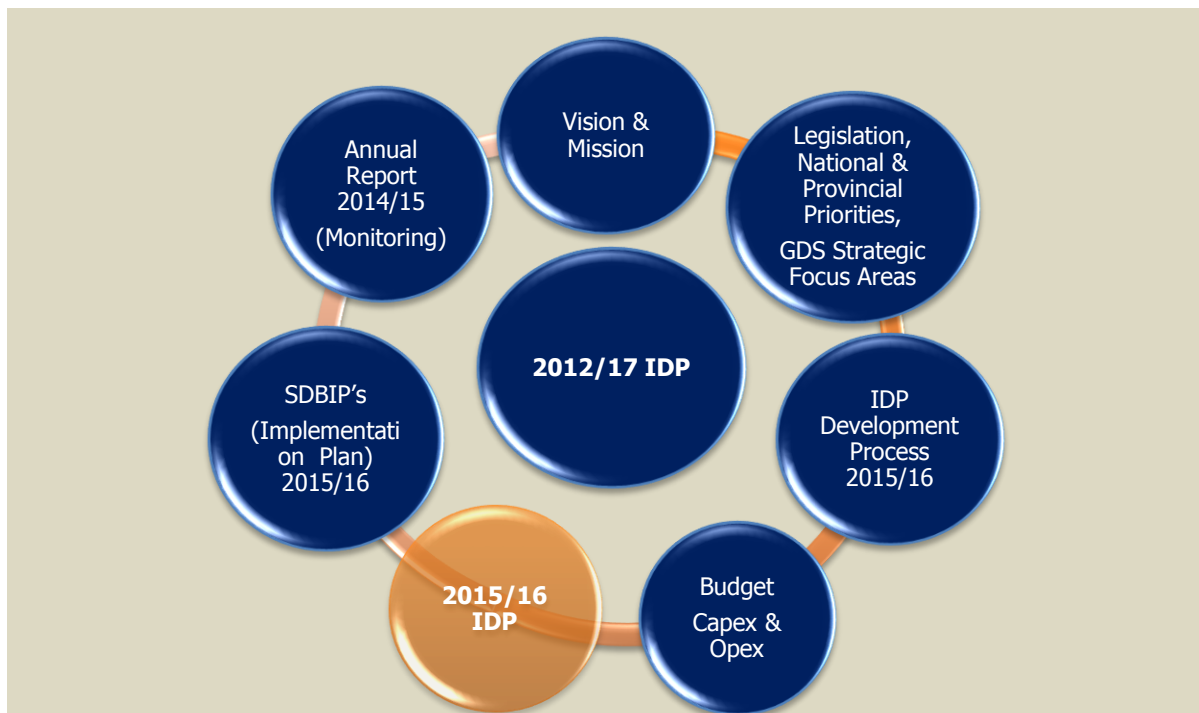 Vision &
Mission
Legislation,
National &
Provincial
Priorities,
GDS Strategic
Focus Areas
IDP
Development
Process
2015/16
Budget
Capex &
Opex
2015/16
IDP
SDBIP’s
(Implementati
on Plan)
2015/16
Annual
Report
2014/15
(Monitoring)
2012/17 IDP